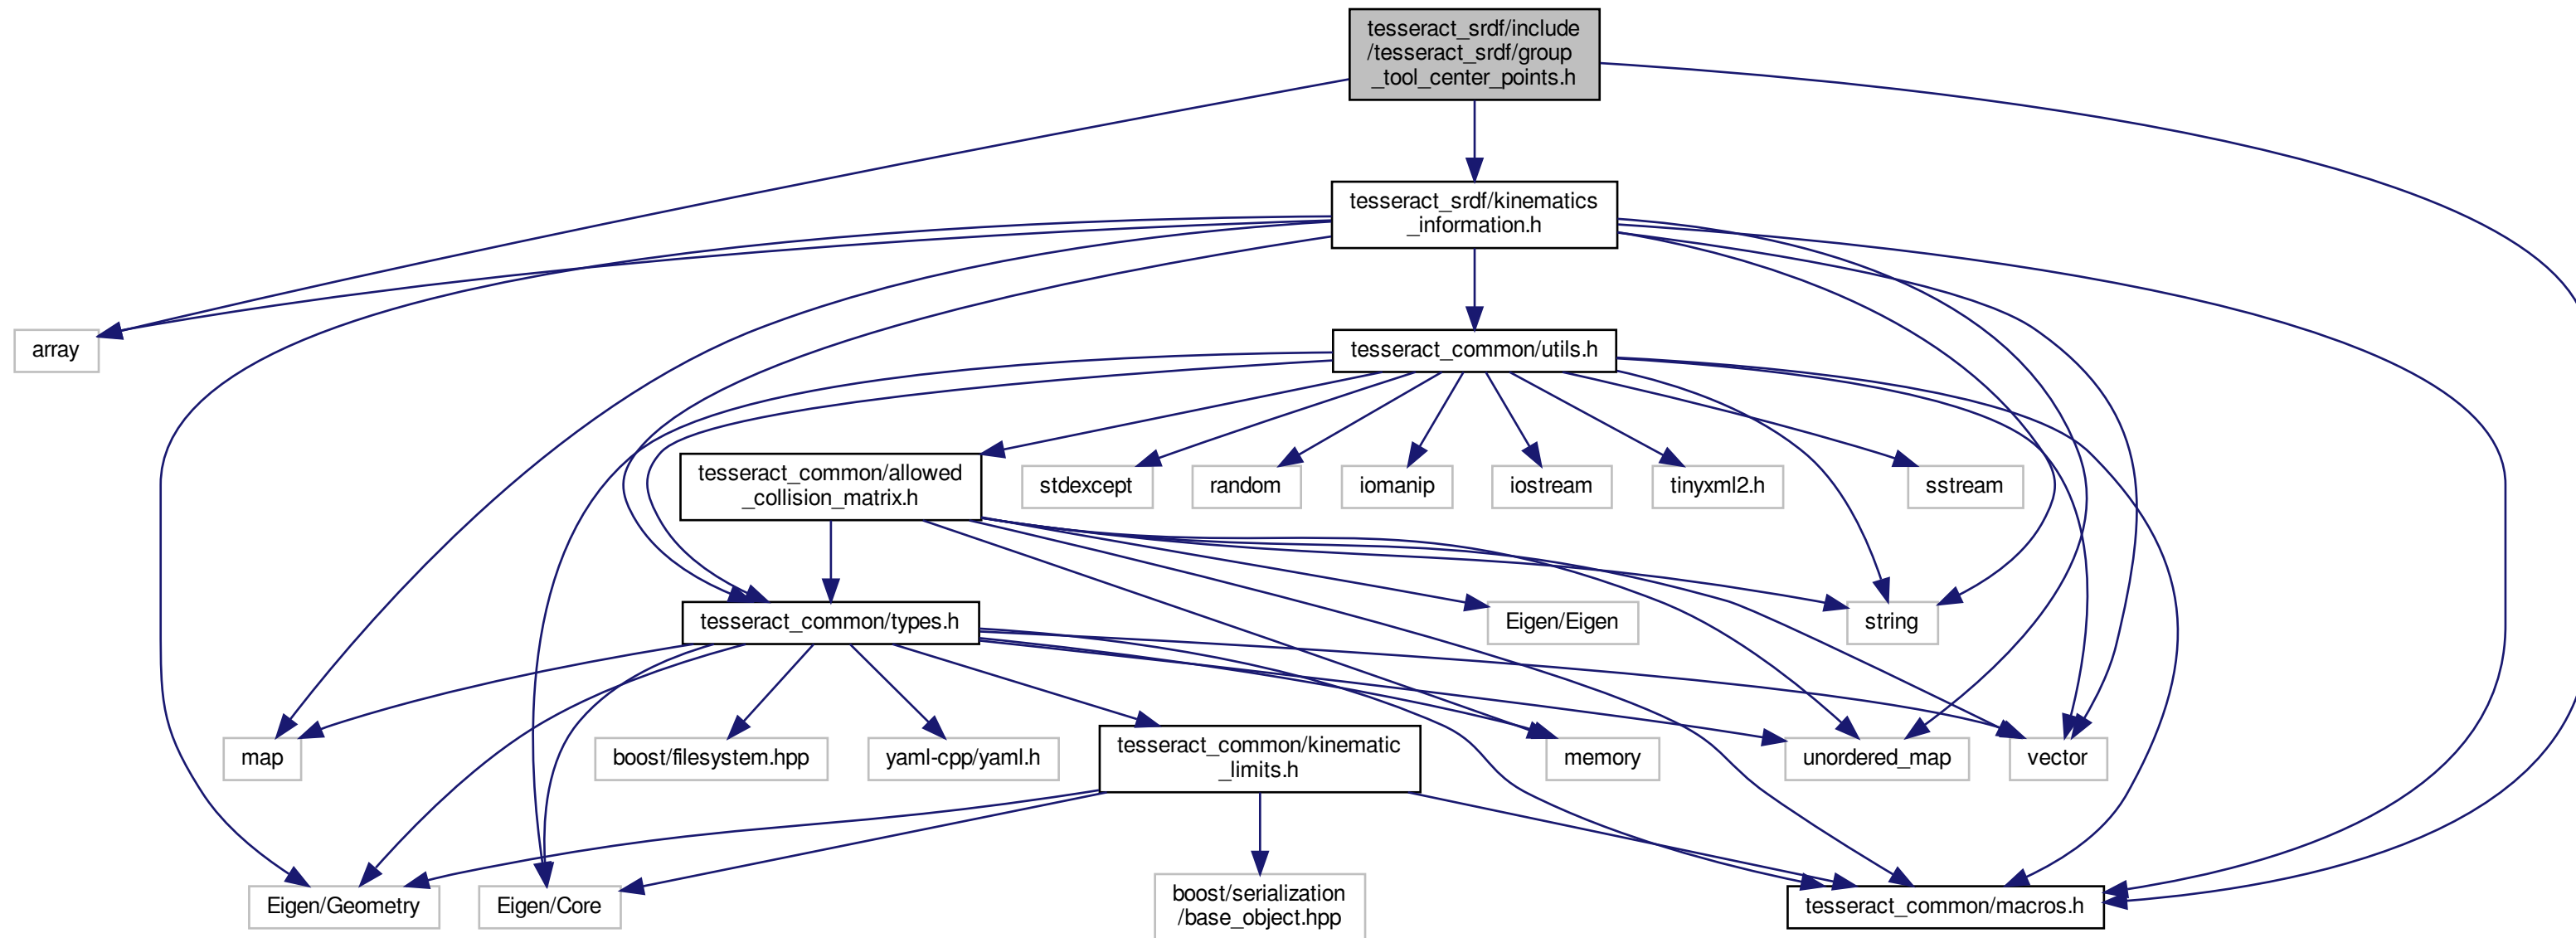 tesseract_srdf/include
/tesseract_srdf/group
_tool_center_points.h
tesseract_srdf/kinematics
_information.h
array
tesseract_common/utils.h
tesseract_common/allowed
_collision_matrix.h
stdexcept
random
iomanip
iostream
tinyxml2.h
sstream
tesseract_common/types.h
Eigen/Eigen
string
map
boost/filesystem.hpp
yaml-cpp/yaml.h
tesseract_common/kinematic
_limits.h
memory
unordered_map
vector
Eigen/Geometry
Eigen/Core
boost/serialization
/base_object.hpp
tesseract_common/macros.h